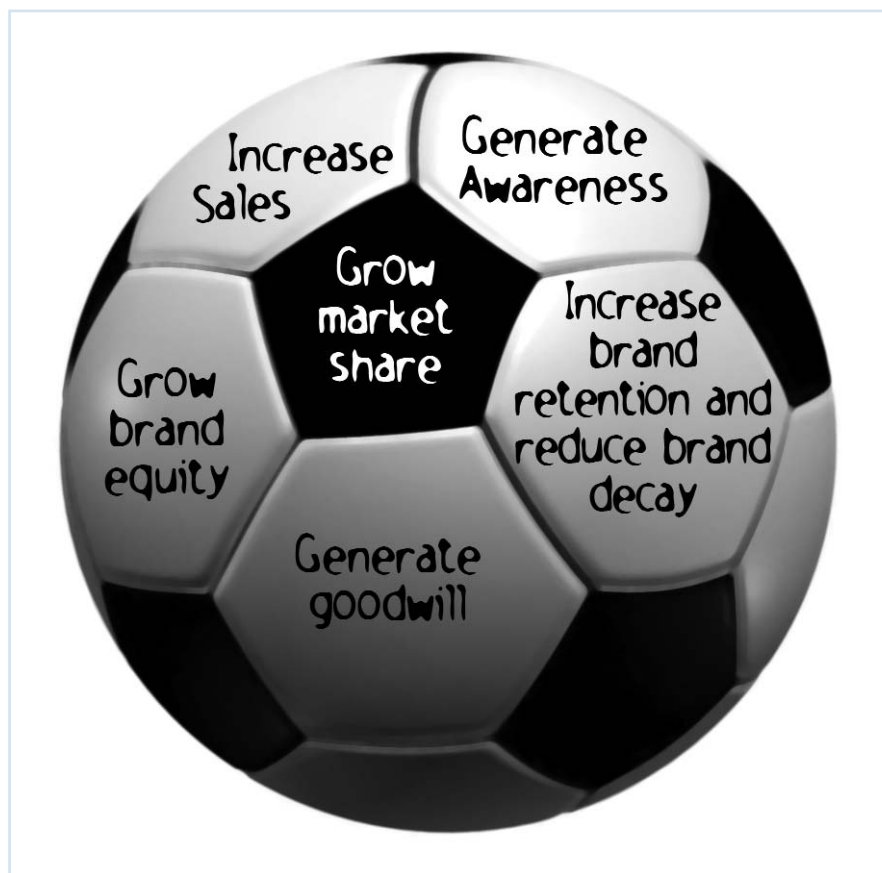 Increase
Sales
Generate
Awareness
Grow
market
share
Increase
brand
retention and
reduce brand
decay
Grow
brand
equity
Generate
goodwill